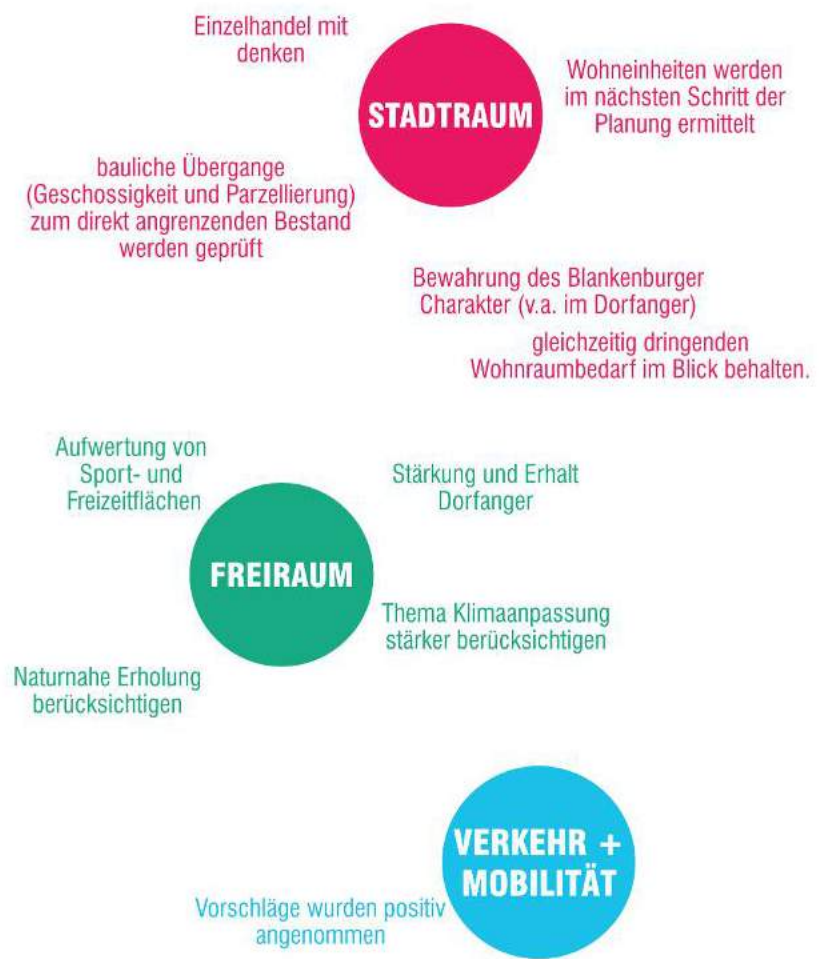 Einzelhandel mit
denken
STADTRAUM
Wohneinheiten werden
im nächsten Schritt der
Planung ermittelt
bauliche Übergange
(Geschossigkeit und Parzellierung)
zum direkt angrenzenden Bestand
werden geprüft
Bewahrung des Blankenburger
Charakter (v.a. im Dorfanger)
gleichzeitig dringenden
Wohnraumbedarf im Blick behalten.
Aufwertung von
Sport- und
Freizeitflächen
Stärkung und Erhalt
Dorfanger
FREIRAUM
Thema Klimaanpassung
stärker berücksichtigen
Naturnahe Erholung
berücksichtigen
VERKEHR +
MOBILITÄT
Vorschläge wurden positiv
angenommen